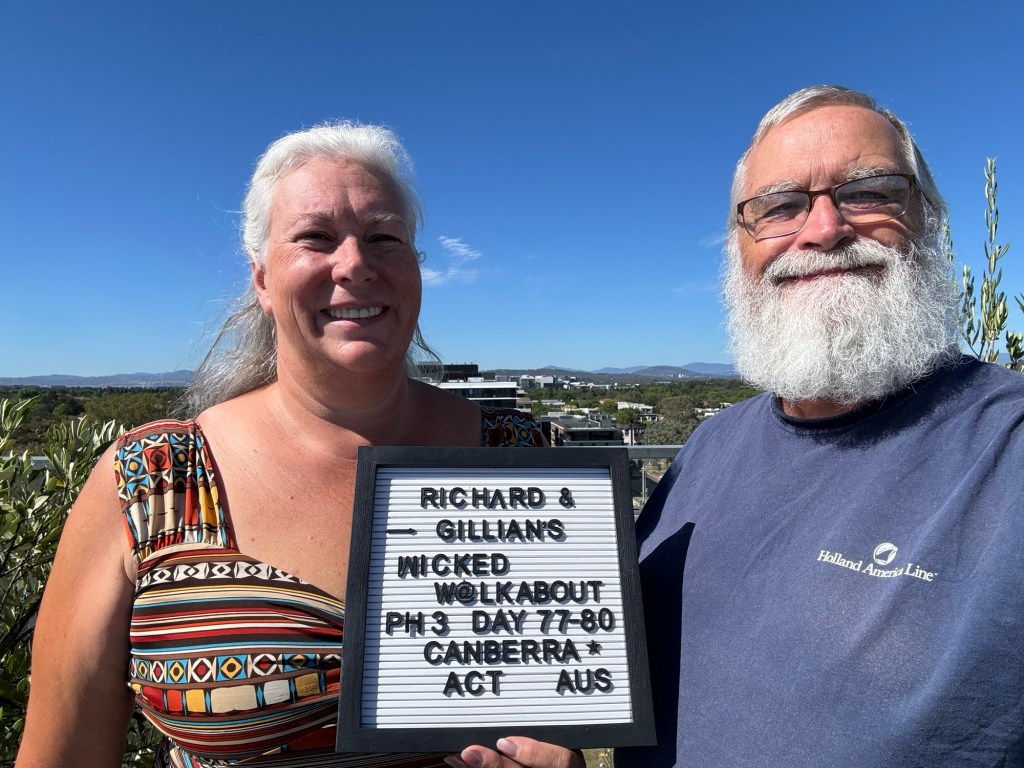 RICHARD &
GILLIAN'S
WICKED
W@LKABOUT
PH 3 DAY 77-80
CANBERRA *
ACT AUS
Holland America Line